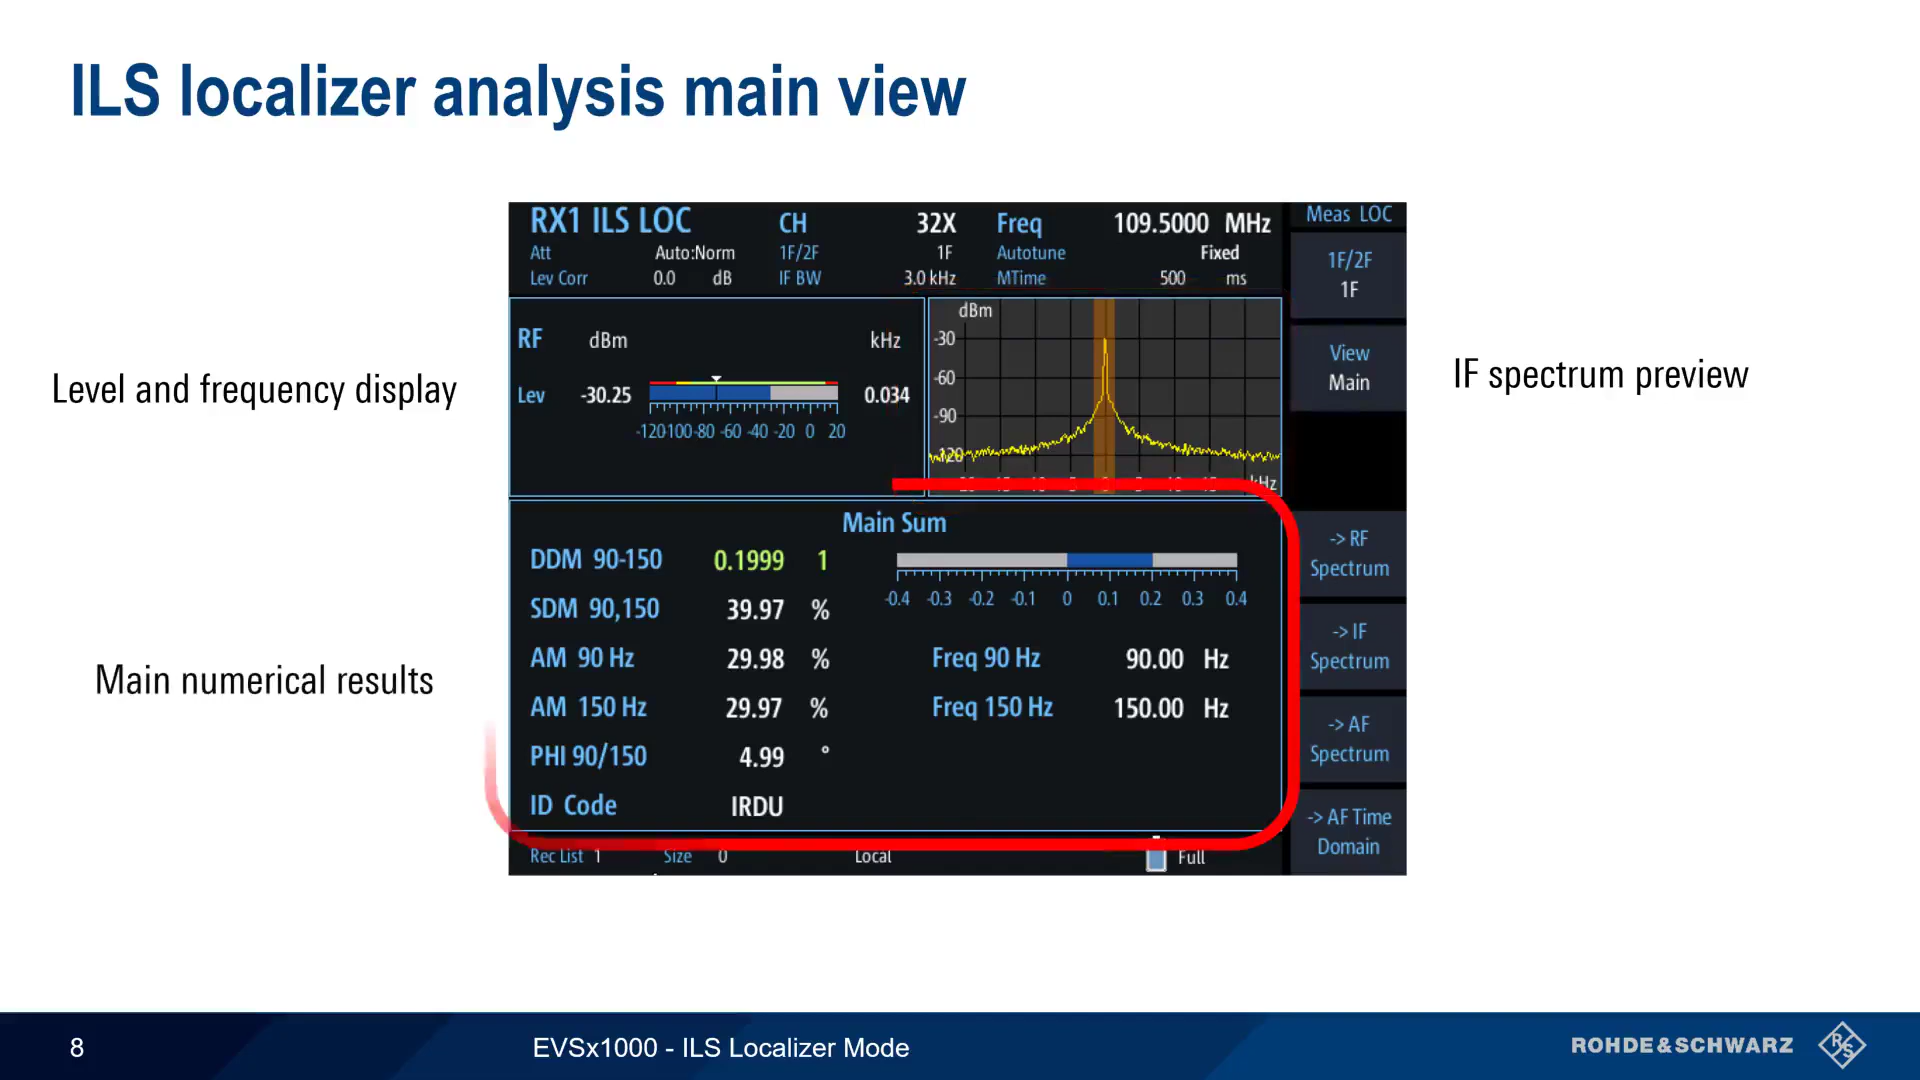 ILS localizer analysis main view
RX1 ILS LOC CH 32X Freq 109.5000 MHz
Att Auto:Norm 1F/2F 1F Autotune Fixed
Lev Corr 0.0 dB IF BW 3.0 kHz MTime 500 ms
Meas LOC
1F/2F
1F
View
Main
-> RF
Spectrum
-> IF
Spectrum
-> AF
Spectrum
-> AF Time
Domain
RF dBm kHz
Lev -30.25 0.034
-120 -100 -80 -60 -40 -20 0 20
dBm
-30
-60
-90
-120
kHz
Level and frequency display
IF spectrum preview
Main numerical results
Main Sum
DDM 90-150 0.1999 1
-0.4 -0.3 -0.2 -0.1 0 0.1 0.2 0.3 0.4
SDM 90,150 39.97 %
AM 90 Hz 29.98 % Freq 90 Hz 90.00 Hz
AM 150 Hz 29.97 % Freq 150 Hz 150.00 Hz
PHI 90/150 4.99 °
ID Code IRDU
Rec List 1 Size 0 Local Full
8
EVSx1000 - ILS Localizer Mode
ROHDE&SCHWARZ
RS